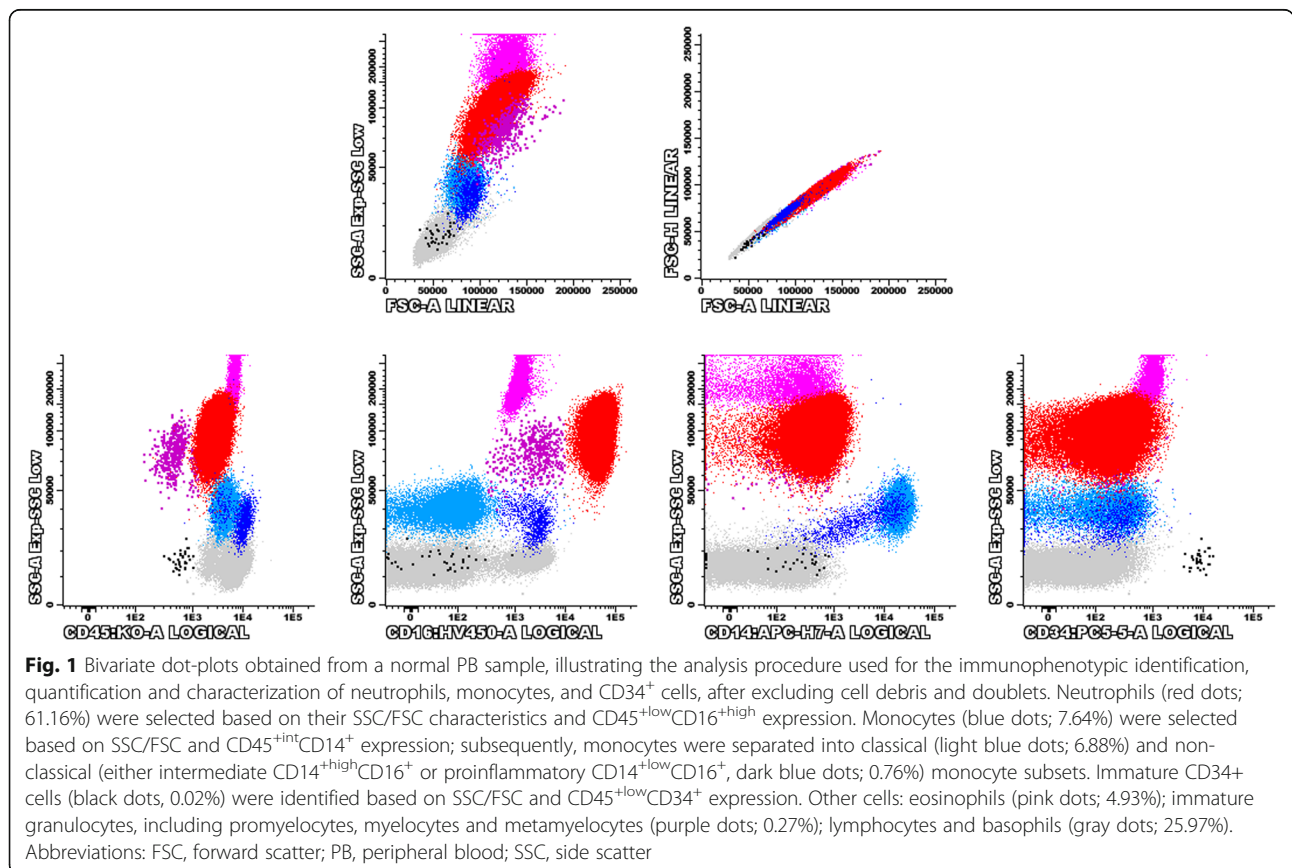 SSC-A Exp-SSC Low
200000
100000
50000
0
0 50000 100000 150000 200000 250000
FSC-A LINEAR
FSC-H LINEAR
250000
200000
150000
100000
50000
0
0 50000 100000 150000 200000 250000
FSC-A LINEAR
SSC-A Exp-SSC Low
200000
100000
50000
0
0 1E2 1E3 1E4 1E5
CD45:KO-A LOGICAL
SSC-A Exp-SSC Low
200000
100000
50000
0
0 1E2 1E3 1E4 1E5
CD16:HV450-A LOGICAL
SSC-A Exp-SSC Low
200000
100000
50000
0
0 1E2 1E3 1E4 1E5
CD14:APC-H7-A LOGICAL
SSC-A Exp-SSC Low
200000
100000
50000
0
0 1E2 1E3 1E4 1E5
CD34:PC5-5-A LOGICAL
Fig. 1 Bivariate dot-plots obtained from a normal PB sample, illustrating the analysis procedure used for the immunophenotypic identification,
quantification and characterization of neutrophils, monocytes, and CD34⁺ cells, after excluding cell debris and doublets. Neutrophils (red dots;
61.16%) were selected based on their SSC/FSC characteristics and CD45⁺ˡᵒʷCD16⁺ʰⁱᵍʰ expression. Monocytes (blue dots; 7.64%) were selected
based on SSC/FSC and CD45⁺ⁱⁿᵗCD14⁺ expression; subsequently, monocytes were separated into classical (light blue dots; 6.88%) and non-
classical (either intermediate CD14⁺ʰⁱᵍʰCD16⁺ or proinflammatory CD14⁺ˡᵒʷCD16⁺, dark blue dots; 0.76%) monocyte subsets. Immature CD34+
cells (black dots, 0.02%) were identified based on SSC/FSC and CD45⁺ˡᵒʷCD34⁺ expression. Other cells: eosinophils (pink dots; 4.93%); immature
granulocytes, including promyelocytes, myelocytes and metamyelocytes (purple dots; 0.27%); lymphocytes and basophils (gray dots; 25.97%).
Abbreviations: FSC, forward scatter; PB, peripheral blood; SSC, side scatter